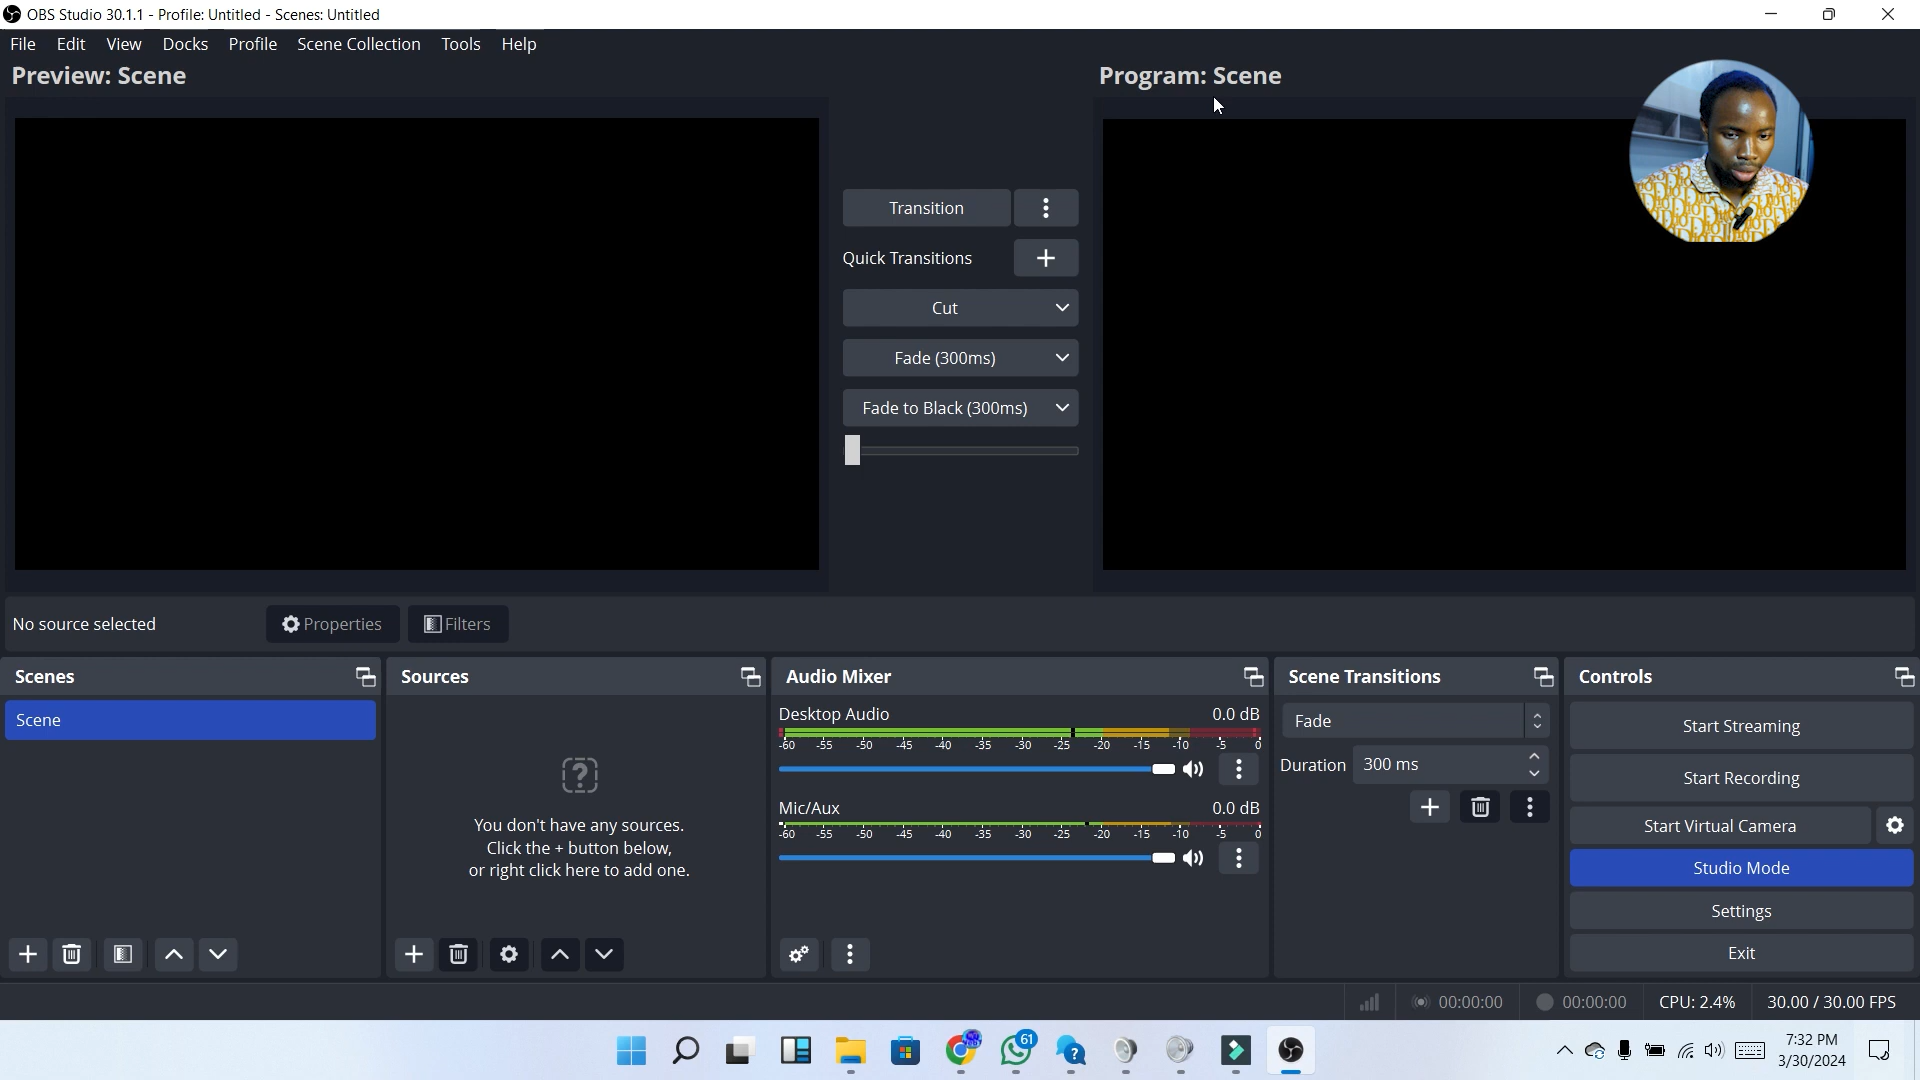 OBS Studio 30.1.1 - Profile: Untitled - Scenes: Untitled
File Edit View Docks Profile Scene Collection Tools Help
Preview: Scene
Program: Scene
Transition
Quick Transitions
Cut
Fade (300ms)
Fade to Black (300ms)
No source selected
Properties
Filters
Scenes
Scene
Sources
You don't have any sources.
Click the + button below,
or right click here to add one.
Audio Mixer
Desktop Audio 0.0 dB
-60 -55 -50 -45 -40 -35 -30 -25 -20 -15 -10 -5 0
Mic/Aux 0.0 dB
-60 -55 -50 -45 -40 -35 -30 -25 -20 -15 -10 -5 0
Scene Transitions
Fade
Duration 300 ms
Controls
Start Streaming
Start Recording
Start Virtual Camera
Studio Mode
Settings
Exit
00:00:00 00:00:00 CPU: 2.4% 30.00 / 30.00 FPS
61
7:32 PM
3/30/2024